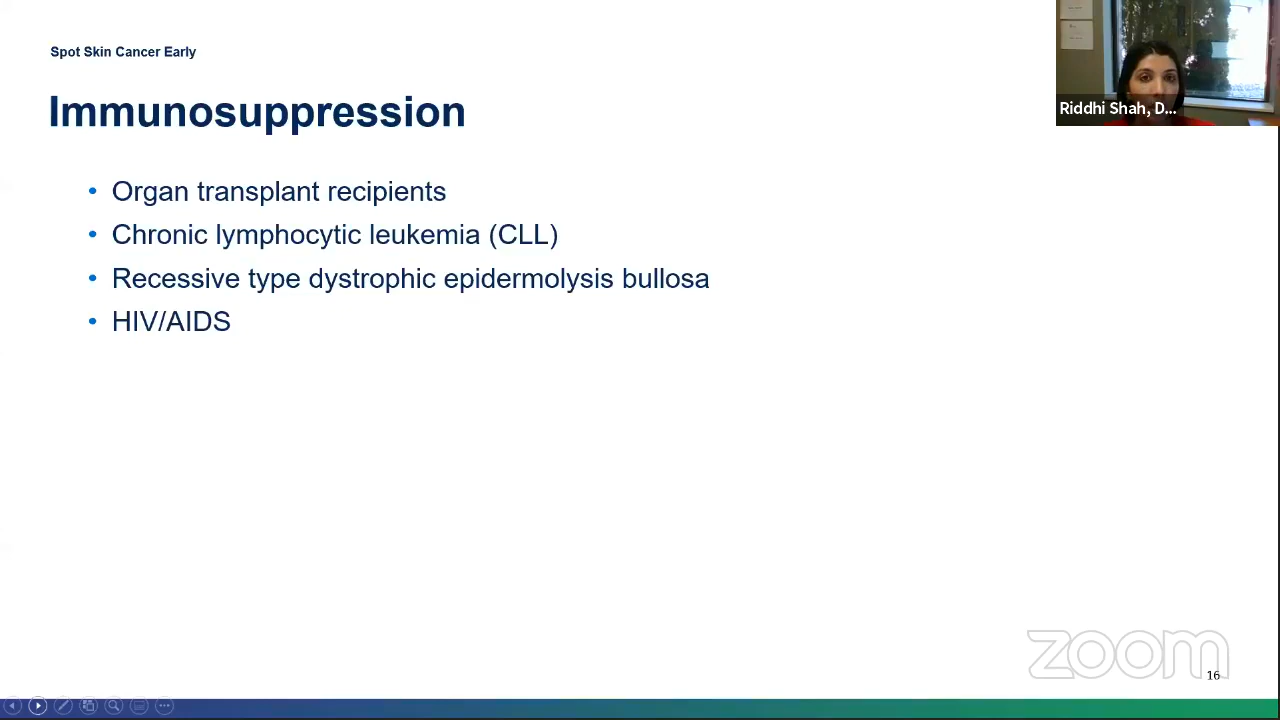 Spot Skin Cancer Early
Riddhi Shah, D...
Immunosuppression
• Organ transplant recipients
• Chronic lymphocytic leukemia (CLL)
• Recessive type dystrophic epidermolysis bullosa
• HIV/AIDS
zoom
16